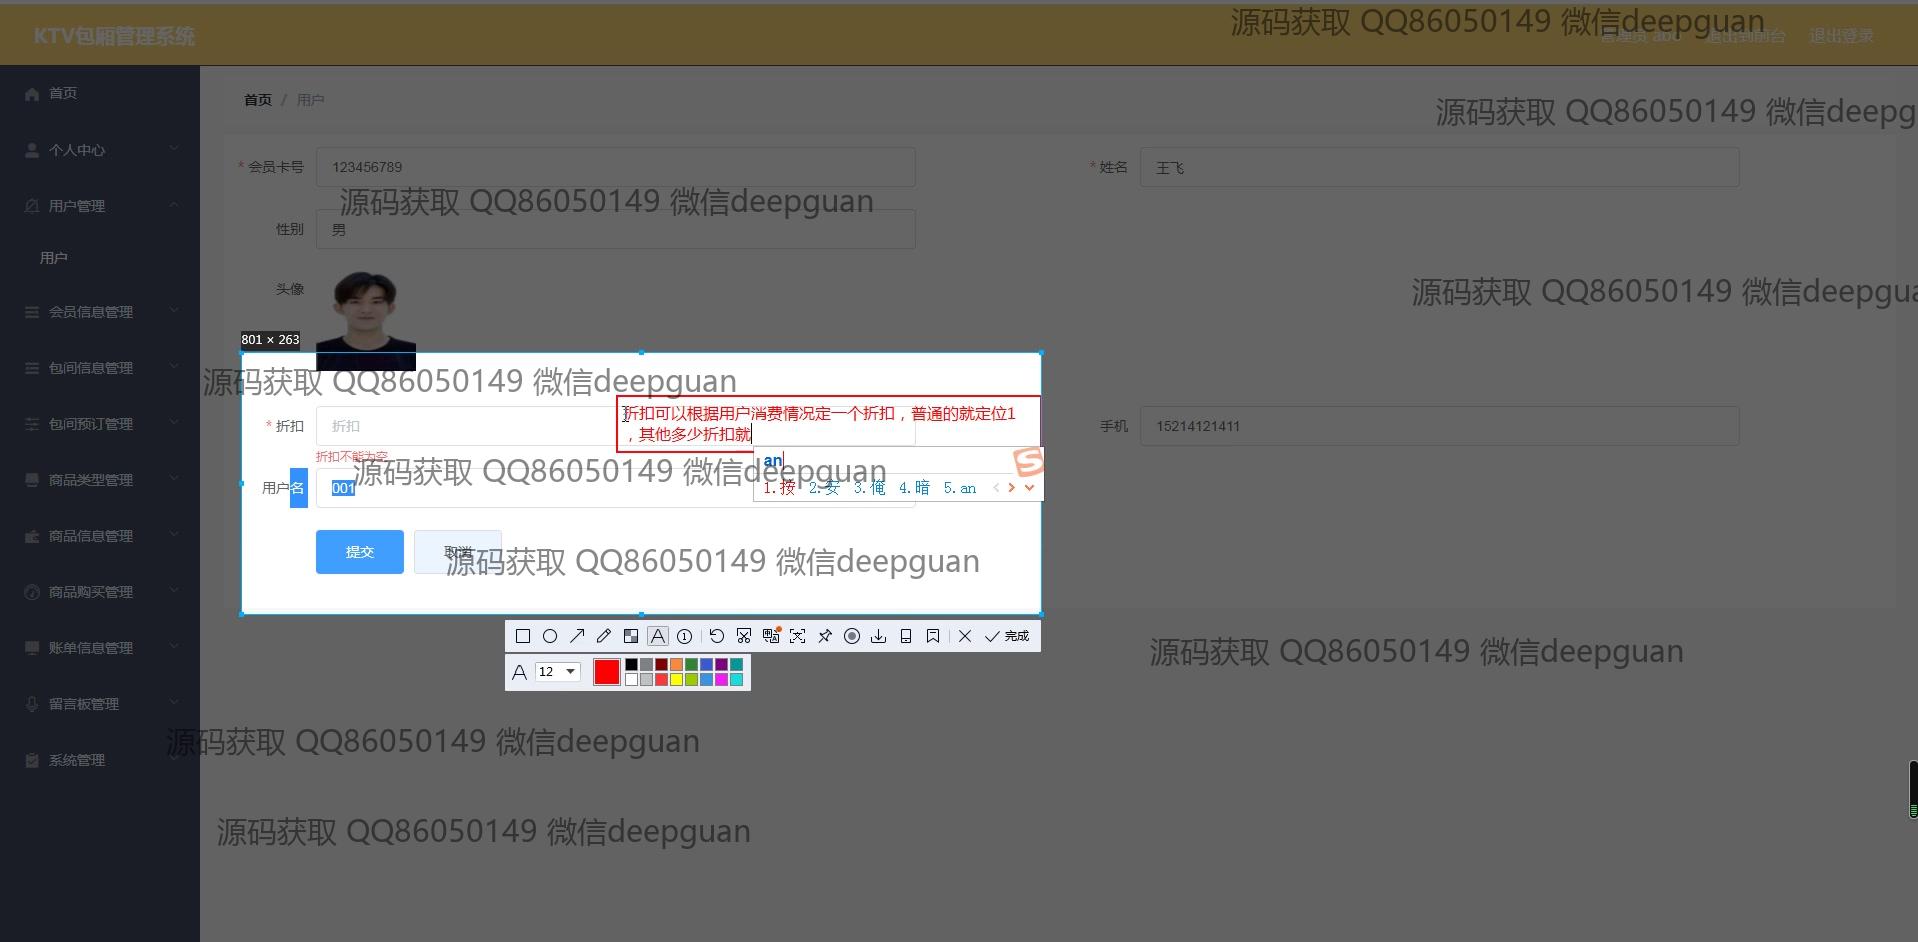 源码获取 QQ86050149 微信deepguan
KTV包厢管理系统
管理员 abo
退出到前台
退出登录
首页
首页 / 用户
源码获取 QQ86050149 微信deepg
个人中心
* 会员卡号
123456789
* 姓名
王飞
源码获取 QQ86050149 微信deepguan
用户管理
性别
男
用户
头像
源码获取 QQ86050149 微信deepgua
会员信息管理
801 × 263
包间信息管理
源码获取 QQ86050149 微信deepguan
包间预订管理
* 折扣
折扣
折扣可以根据用户消费情况定一个折扣，普通的就定位1
，其他多少折扣就
手机
15214121411
折扣不能为空
an
源码获取 QQ86050149 微信deepguan
商品类型管理
用户名
001
1.按 2.安 3.俺 4.暗 5.an
商品信息管理
提交
取消
源码获取 QQ86050149 微信deepguan
商品购买管理
完成
账单信息管理
源码获取 QQ86050149 微信deepguan
A
12
留言板管理
源码获取 QQ86050149 微信deepguan
系统管理
源码获取 QQ86050149 微信deepguan